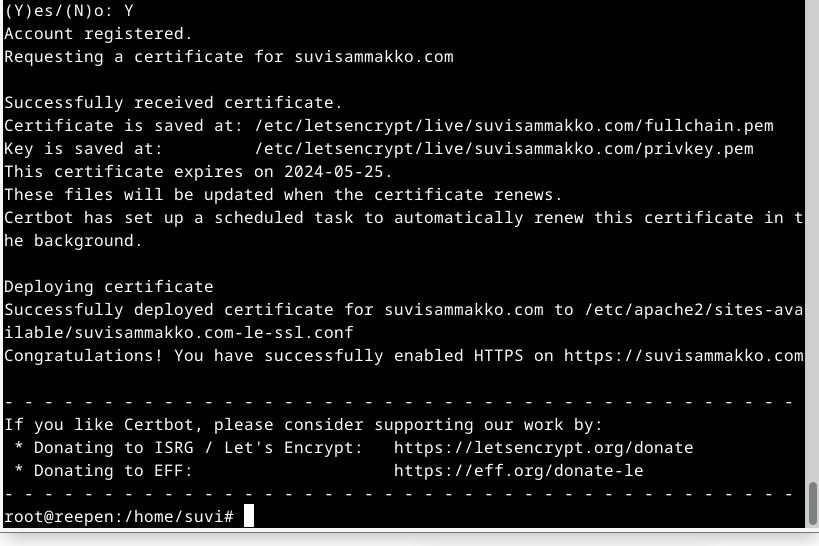 (Y)es/(N)o: Y
Account registered.
Requesting a certificate for suvisammakko.com
Successfully received certificate.
Certificate is saved at: /etc/letsencrypt/live/suvisammakko.com/fullchain.pem
Key is saved at:         /etc/letsencrypt/live/suvisammakko.com/privkey.pem
This certificate expires on 2024-05-25.
These files will be updated when the certificate renews.
Certbot has set up a scheduled task to automatically renew this certificate in t
he background.
Deploying certificate
Successfully deployed certificate for suvisammakko.com to /etc/apache2/sites-ava
ilable/suvisammakko.com-le-ssl.conf
Congratulations! You have successfully enabled HTTPS on https://suvisammakko.com
- - - - - - - - - - - - - - - - - - - - - - - - - - - - - - - - - - - - - - - -
If you like Certbot, please consider supporting our work by:
 * Donating to ISRG / Let's Encrypt:   https://letsencrypt.org/donate
 * Donating to EFF:                    https://eff.org/donate-le
- - - - - - - - - - - - - - - - - - - - - - - - - - - - - - - - - - - - - - - -
root@reepen:/home/suvi#